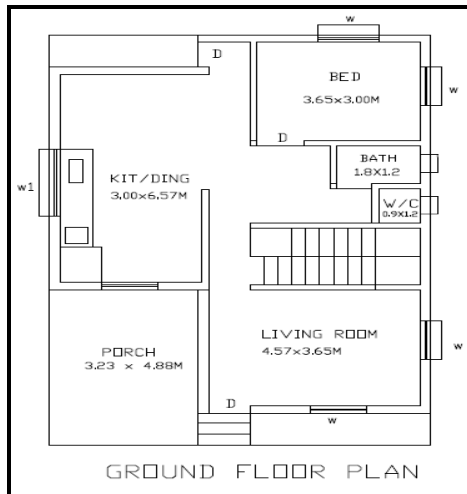 w
D
BED
3.65x3.00M
w
D
BATH
1.8X1.2
KIT/DING
3.00x6.57M
w1
W/C
0.9X1.2
LIVING ROOM
4.57x3.65M
w
PORCH
3.23 x 4.88M
D
w
GROUND FLOOR PLAN